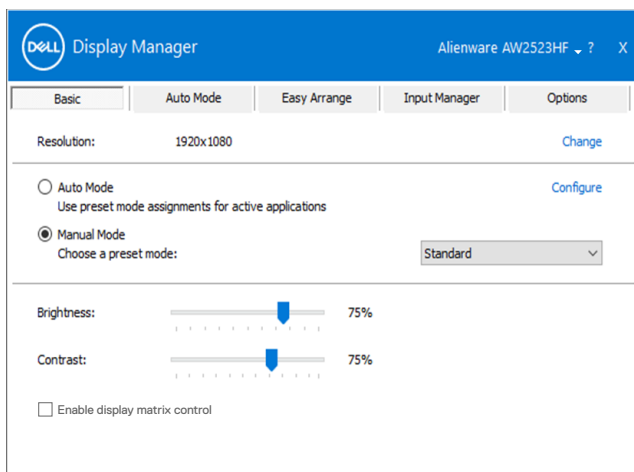 DELL Display Manager Alienware AW2523HF ? X
Basic Auto Mode Easy Arrange Input Manager Options
Resolution: 1920x1080 Change
Auto Mode Configure
Use preset mode assignments for active applications
Manual Mode
Choose a preset mode: Standard
Brightness: 75%
Contrast: 75%
Enable display matrix control